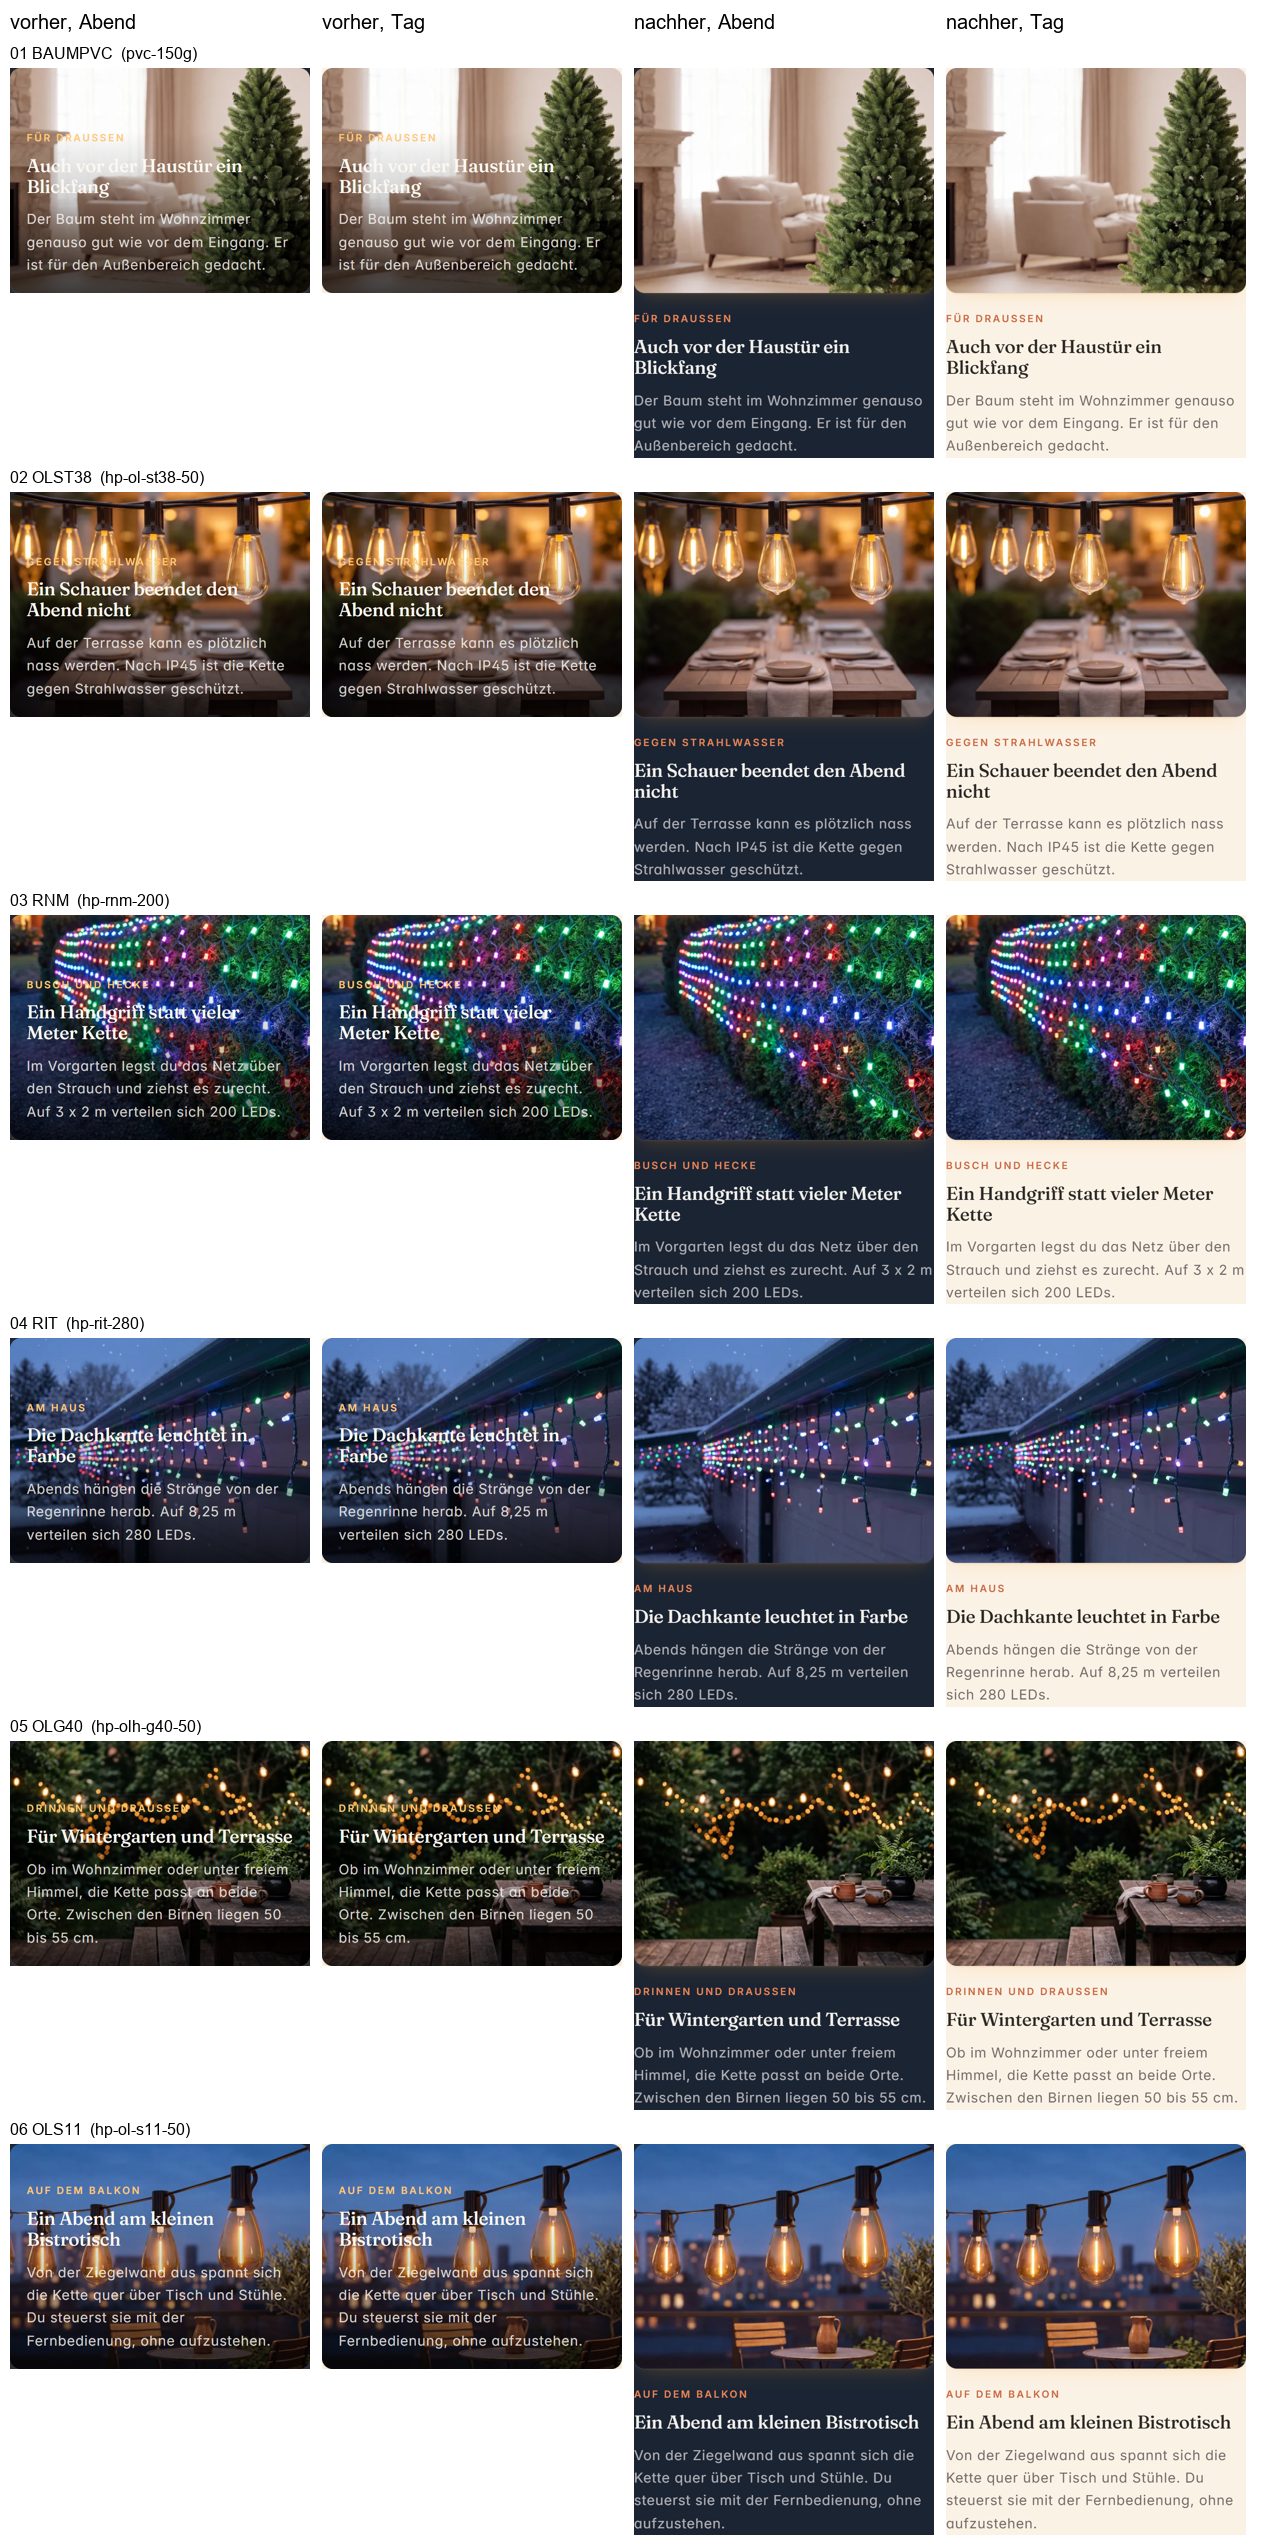 vorher, Abend
vorher, Tag
nachher, Abend
nachher, Tag
01 BAUMPVC (pvc-150g)
FÜR DRAUSSEN
Auch vor der Haustür ein
Blickfang
Der Baum steht im Wohnzimmer
genauso gut wie vor dem Eingang. Er
ist für den Außenbereich gedacht.
FÜR DRAUSSEN
Auch vor der Haustür ein
Blickfang
Der Baum steht im Wohnzimmer
genauso gut wie vor dem Eingang. Er
ist für den Außenbereich gedacht.
FÜR DRAUSSEN
Auch vor der Haustür ein
Blickfang
Der Baum steht im Wohnzimmer genauso
gut wie vor dem Eingang. Er ist für den
Außenbereich gedacht.
FÜR DRAUSSEN
Auch vor der Haustür ein
Blickfang
Der Baum steht im Wohnzimmer genauso
gut wie vor dem Eingang. Er ist für den
Außenbereich gedacht.
02 OLST38 (hp-ol-st38-50)
GEGEN STRAHLWASSER
Ein Schauer beendet den
Abend nicht
Auf der Terrasse kann es plötzlich
nass werden. Nach IP45 ist die Kette
gegen Strahlwasser geschützt.
GEGEN STRAHLWASSER
Ein Schauer beendet den
Abend nicht
Auf der Terrasse kann es plötzlich
nass werden. Nach IP45 ist die Kette
gegen Strahlwasser geschützt.
GEGEN STRAHLWASSER
Ein Schauer beendet den Abend
nicht
Auf der Terrasse kann es plötzlich nass
werden. Nach IP45 ist die Kette gegen
Strahlwasser geschützt.
GEGEN STRAHLWASSER
Ein Schauer beendet den Abend
nicht
Auf der Terrasse kann es plötzlich nass
werden. Nach IP45 ist die Kette gegen
Strahlwasser geschützt.
03 RNM (hp-rnm-200)
BUSCH UND HECKE
Ein Handgriff statt vieler
Meter Kette
Im Vorgarten legst du das Netz über
den Strauch und ziehst es zurecht.
Auf 3 x 2 m verteilen sich 200 LEDs.
BUSCH UND HECKE
Ein Handgriff statt vieler
Meter Kette
Im Vorgarten legst du das Netz über
den Strauch und ziehst es zurecht.
Auf 3 x 2 m verteilen sich 200 LEDs.
BUSCH UND HECKE
Ein Handgriff statt vieler Meter
Kette
Im Vorgarten legst du das Netz über den
Strauch und ziehst es zurecht. Auf 3 x 2 m
verteilen sich 200 LEDs.
BUSCH UND HECKE
Ein Handgriff statt vieler Meter
Kette
Im Vorgarten legst du das Netz über den
Strauch und ziehst es zurecht. Auf 3 x 2 m
verteilen sich 200 LEDs.
04 RIT (hp-rit-280)
AM HAUS
Die Dachkante leuchtet in
Farbe
Abends hängen die Stränge von der
Regenrinne herab. Auf 8,25 m
verteilen sich 280 LEDs.
AM HAUS
Die Dachkante leuchtet in
Farbe
Abends hängen die Stränge von der
Regenrinne herab. Auf 8,25 m
verteilen sich 280 LEDs.
AM HAUS
Die Dachkante leuchtet in Farbe
Abends hängen die Stränge von der
Regenrinne herab. Auf 8,25 m verteilen
sich 280 LEDs.
AM HAUS
Die Dachkante leuchtet in Farbe
Abends hängen die Stränge von der
Regenrinne herab. Auf 8,25 m verteilen
sich 280 LEDs.
05 OLG40 (hp-olh-g40-50)
DRINNEN UND DRAUSSEN
Für Wintergarten und Terrasse
Ob im Wohnzimmer oder unter freiem
Himmel, die Kette passt an beide
Orte. Zwischen den Birnen liegen 50
bis 55 cm.
DRINNEN UND DRAUSSEN
Für Wintergarten und Terrasse
Ob im Wohnzimmer oder unter freiem
Himmel, die Kette passt an beide
Orte. Zwischen den Birnen liegen 50
bis 55 cm.
DRINNEN UND DRAUSSEN
Für Wintergarten und Terrasse
Ob im Wohnzimmer oder unter freiem
Himmel, die Kette passt an beide Orte.
Zwischen den Birnen liegen 50 bis 55 cm.
DRINNEN UND DRAUSSEN
Für Wintergarten und Terrasse
Ob im Wohnzimmer oder unter freiem
Himmel, die Kette passt an beide Orte.
Zwischen den Birnen liegen 50 bis 55 cm.
06 OLS11 (hp-ol-s11-50)
AUF DEM BALKON
Ein Abend am kleinen
Bistrotisch
Von der Ziegelwand aus spannt sich
die Kette quer über Tisch und Stühle.
Du steuerst sie mit der
Fernbedienung, ohne aufzustehen.
AUF DEM BALKON
Ein Abend am kleinen
Bistrotisch
Von der Ziegelwand aus spannt sich
die Kette quer über Tisch und Stühle.
Du steuerst sie mit der
Fernbedienung, ohne aufzustehen.
AUF DEM BALKON
Ein Abend am kleinen Bistrotisch
Von der Ziegelwand aus spannt sich die
Kette quer über Tisch und Stühle. Du
steuerst sie mit der Fernbedienung, ohne
aufzustehen.
AUF DEM BALKON
Ein Abend am kleinen Bistrotisch
Von der Ziegelwand aus spannt sich die
Kette quer über Tisch und Stühle. Du
steuerst sie mit der Fernbedienung, ohne
aufzustehen.